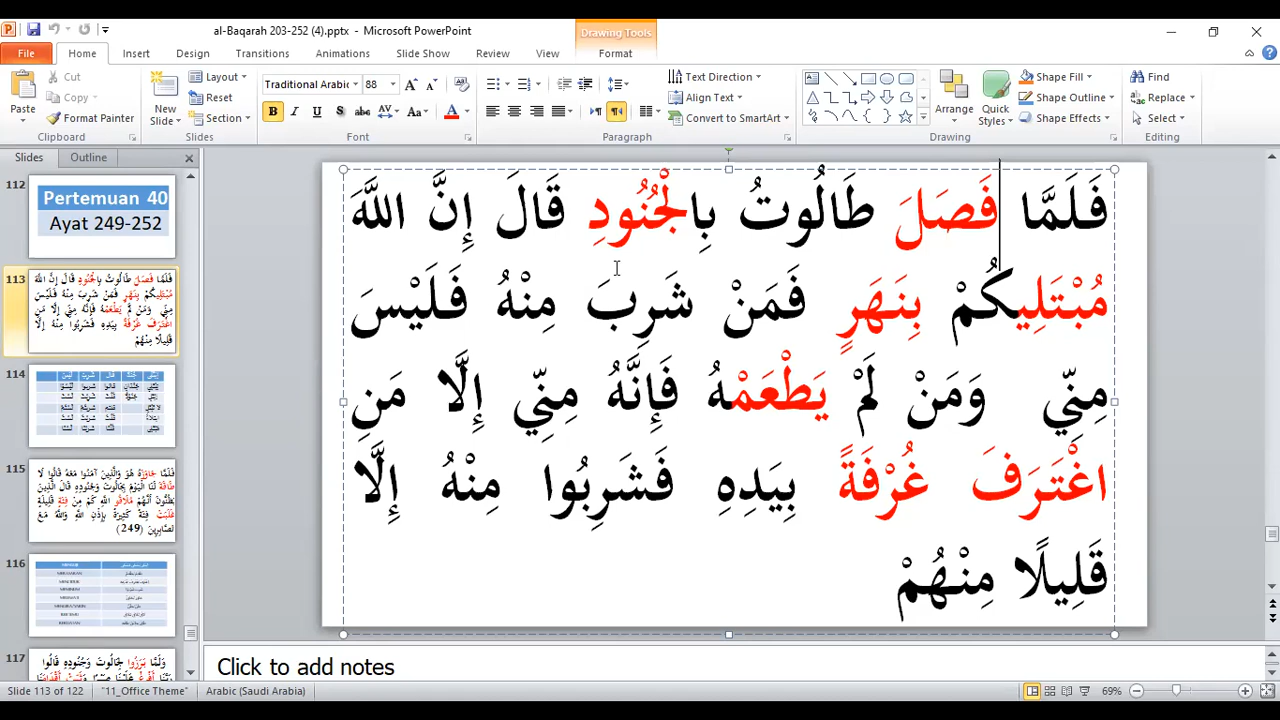 al-Baqarah 203-252 (4).pptx - Microsoft PowerPoint
Drawing Tools
File Home Insert Design Transitions Animations Slide Show Review View Format
Paste
Cut
Copy
Format Painter
Clipboard
New Slide
Layout
Reset
Section
Slides
Traditional Arabic 88
Font
Paragraph
Text Direction
Align Text
Convert to SmartArt
Arrange
Quick Styles
Shape Fill
Shape Outline
Shape Effects
Drawing
Find
Replace
Select
Editing
Slides Outline
112
Pertemuan 40
Ayat 249-252
113
114
115
116
117
فَلَمَّا فَصَلَ طَالُوتُ بِالْجُنُودِ قَالَ إِنَّ اللَّهَ
مُبْتَلِيكُمْ بِنَهَرٍ فَمَنْ شَرِبَ مِنْهُ فَلَيْسَ
مِنِّي وَمَنْ لَمْ يَطْعَمْهُ فَإِنَّهُ مِنِّي إِلَّا مَنِ
اغْتَرَفَ غُرْفَةً بِيَدِهِ فَشَرِبُوا مِنْهُ إِلَّا
قَلِيلًا مِنْهُمْ
Click to add notes
Slide 113 of 122 "11_Office Theme" Arabic (Saudi Arabia) 69%